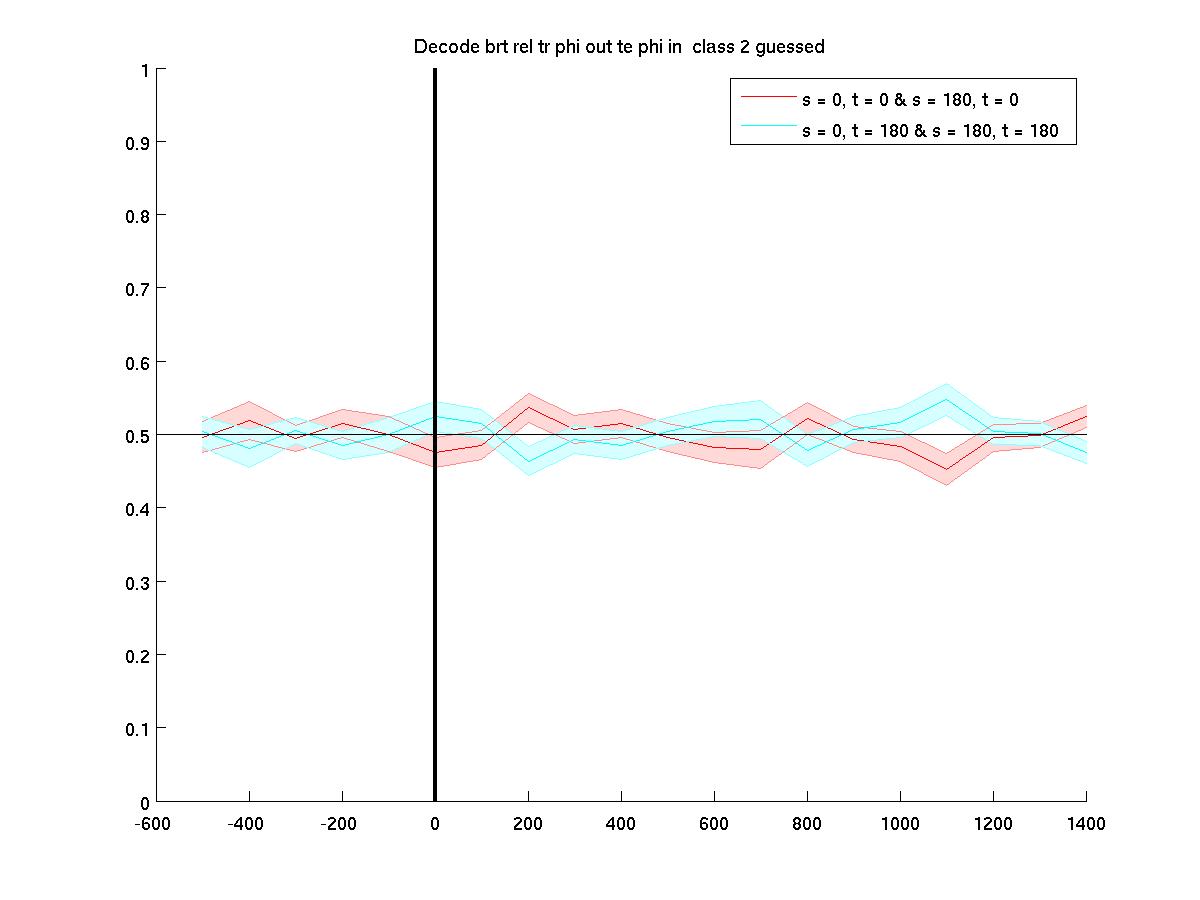 Decode brt rel tr phi out te phi in  class 2 guessed
s = 0, t = 0 & s = 180, t = 0
s = 0, t = 180 & s = 180, t = 180
1
0.9
0.8
0.7
0.6
0.5
0.4
0.3
0.2
0.1
0
-600 -400 -200 0 200 400 600 800 1000 1200 1400